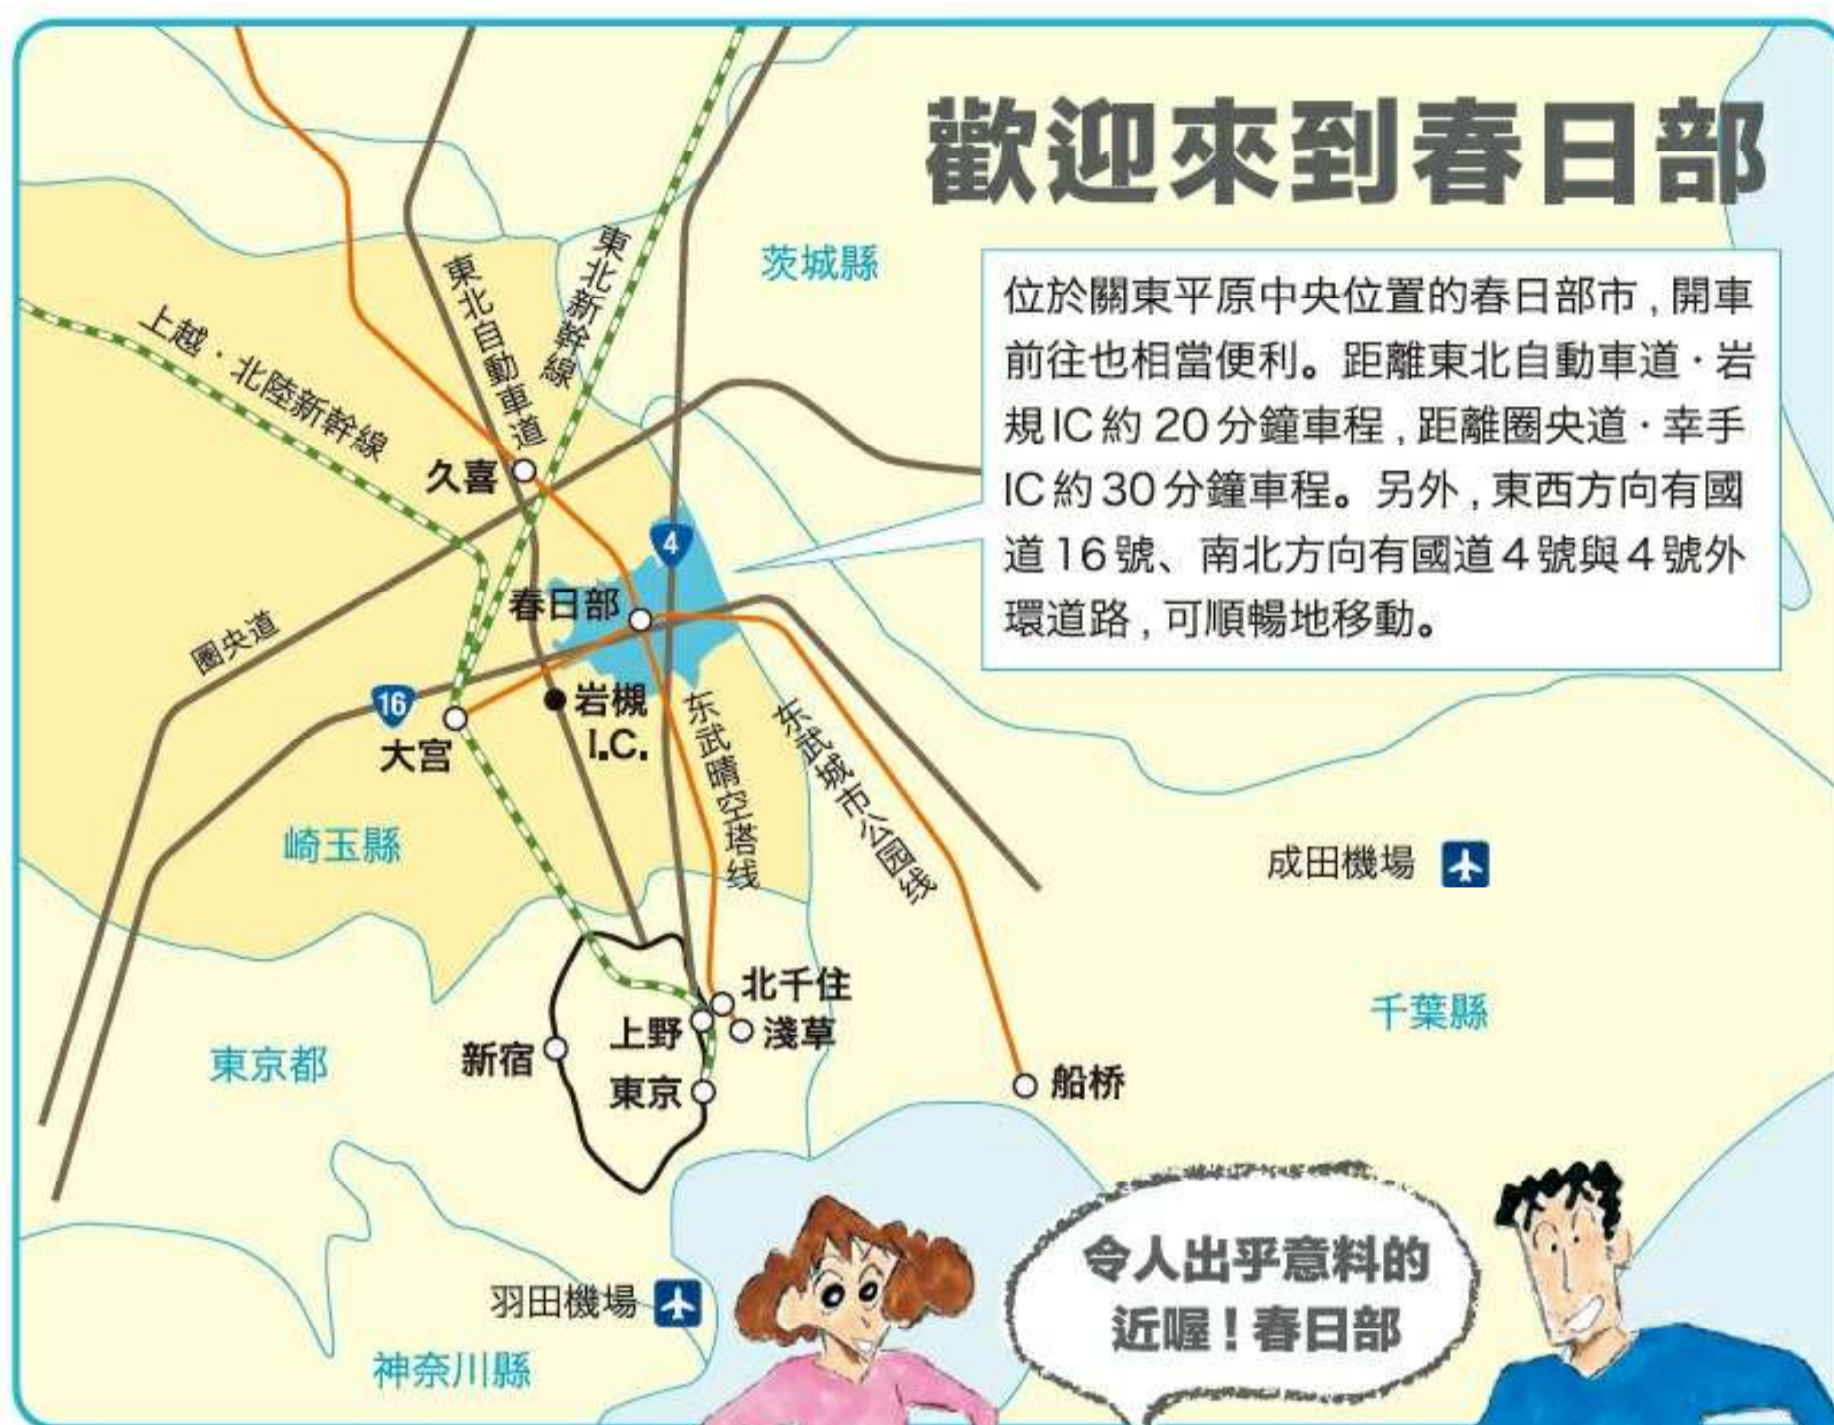 歡迎來到春日部
位於關東平原中央位置的春日部市,開車
前往也相當便利。距離東北自動車道·岩
規IC約20分鐘車程,距離圈央道·幸手
IC約30分鐘車程。另外,東西方向有國
道16號、南北方向有國道4號與4號外
環道路,可順暢地移動。
茨城縣
東北新幹線
東北自動車道
上越·北陸新幹線
久喜
4
春日部
圈央道
16
大宮
岩槻
I.C.
东武晴空塔线
东武城市公园线
崎玉縣
成田機場
北千住
上野
淺草
新宿
東京
東京都
千葉縣
船桥
羽田機場
神奈川縣
令人出乎意料的
近喔!春日部